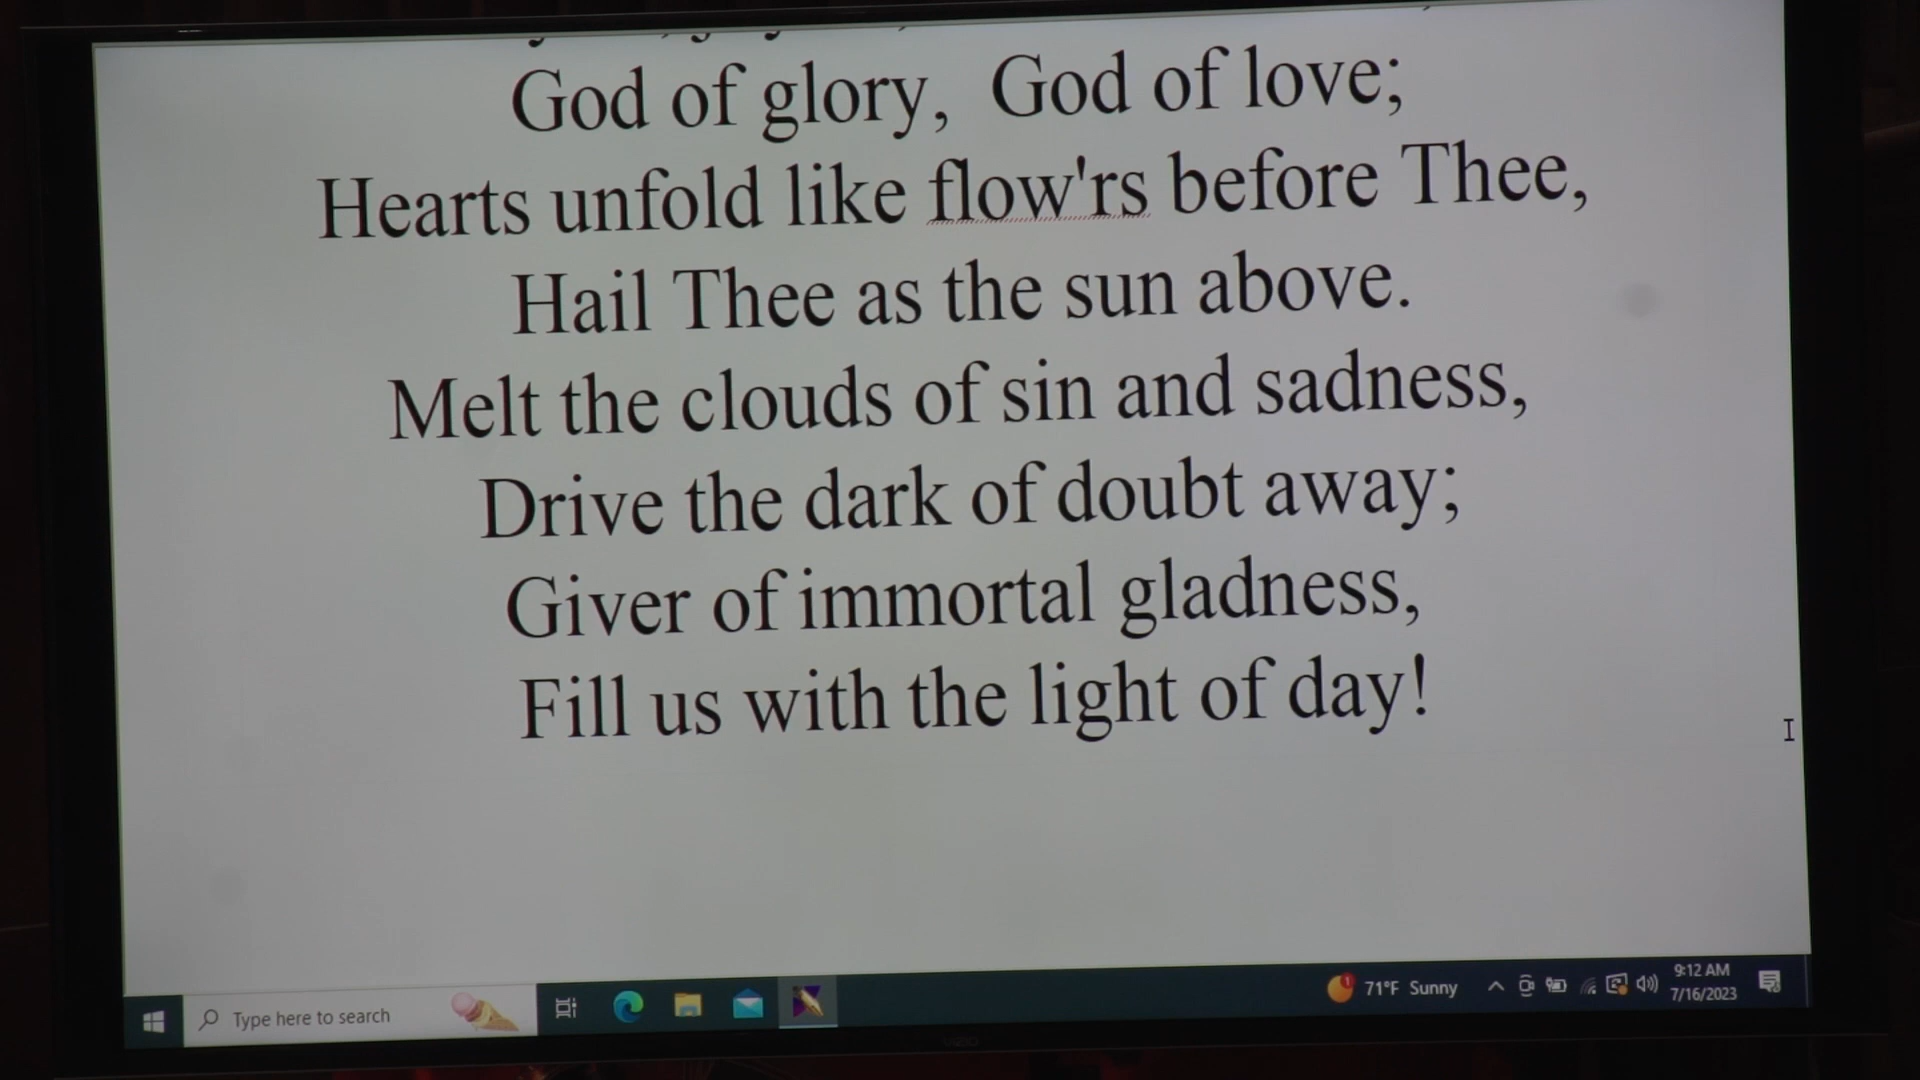 God of glory, God of love;
Hearts unfold like flow'rs before Thee,
Hail Thee as the sun above.
Melt the clouds of sin and sadness,
Drive the dark of doubt away;
Giver of immortal gladness,
Fill us with the light of day!
Type here to search
1
71°F Sunny
9:12 AM
7/16/2023